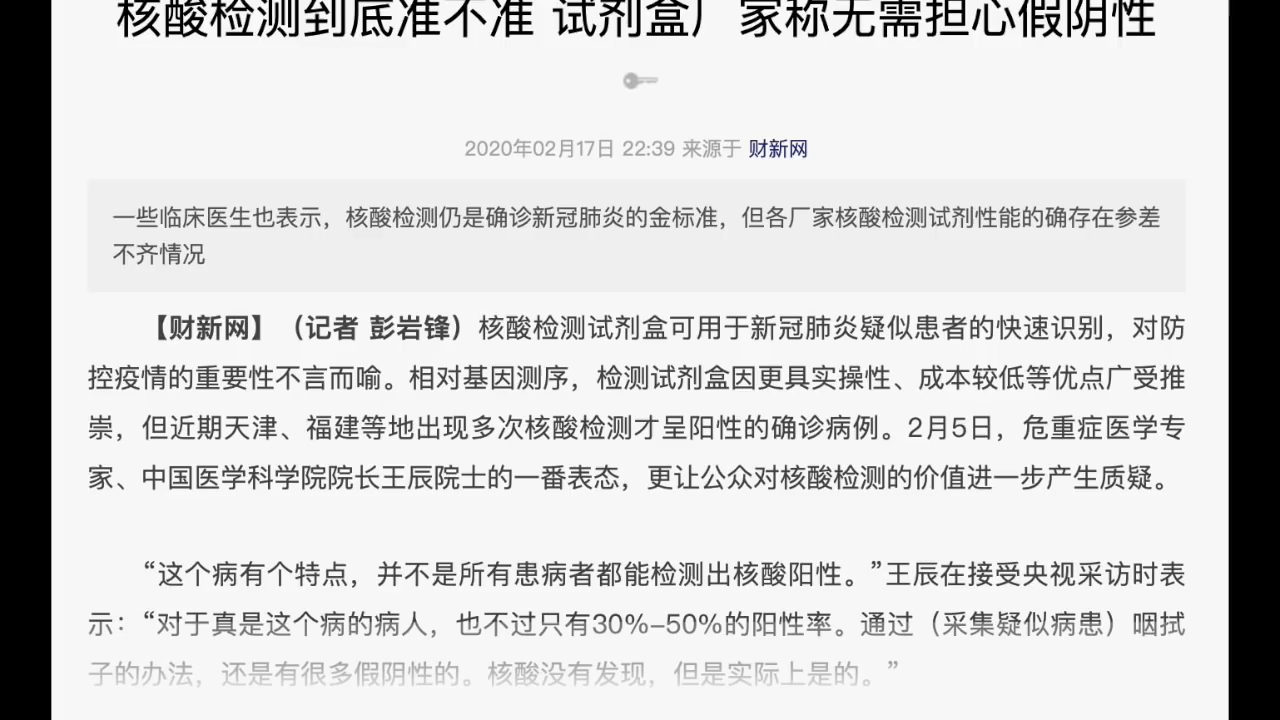 核酸检测到底准不准 试剂盒厂家称无需担心假阴性
2020年02月17日 22:39 来源于 财新网
一些临床医生也表示，核酸检测仍是确诊新冠肺炎的金标准，但各厂家核酸检测试剂性能的确存在参差
不齐情况
【财新网】（记者 彭岩锋）核酸检测试剂盒可用于新冠肺炎疑似患者的快速识别，对防
控疫情的重要性不言而喻。相对基因测序，检测试剂盒因更具实操性、成本较低等优点广受推
崇，但近期天津、福建等地出现多次核酸检测才呈阳性的确诊病例。2月5日，危重症医学专
家、中国医学科学院院长王辰院士的一番表态，更让公众对核酸检测的价值进一步产生质疑。
“这个病有个特点，并不是所有患病者都能检测出核酸阳性。”王辰在接受央视采访时表
示：“对于真是这个病的病人，也不过只有30%–50%的阳性率。通过（采集疑似病患）咽拭
子的办法，还是有很多假阴性的。核酸没有发现，但是实际上是的。”